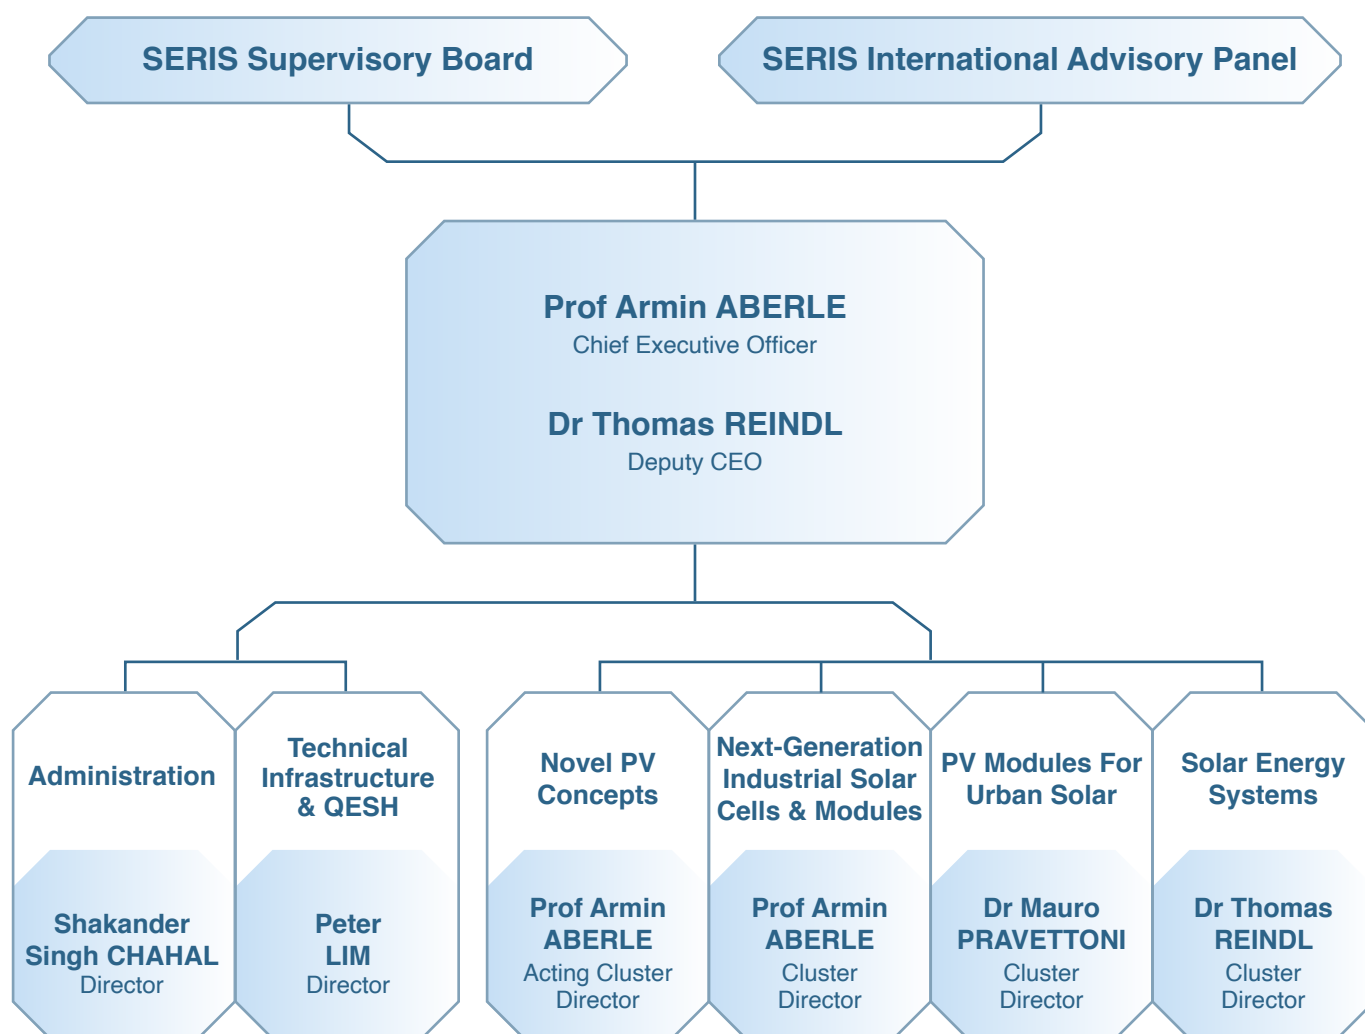 SERIS Supervisory Board
SERIS International Advisory Panel
Prof Armin ABERLE
Chief Executive Officer
Dr Thomas REINDL
Deputy CEO
Administration
Shakander
Singh CHAHAL
Director
Technical
Infrastructure
& QESH
Peter
LIM
Director
Novel PV
Concepts
Prof Armin
ABERLE
Acting Cluster
Director
Next-Generation
Industrial Solar
Cells & Modules
Prof Armin
ABERLE
Cluster
Director
PV Modules For
Urban Solar
Dr Mauro
PRAVETTONI
Cluster
Director
Solar Energy
Systems
Dr Thomas
REINDL
Cluster
Director